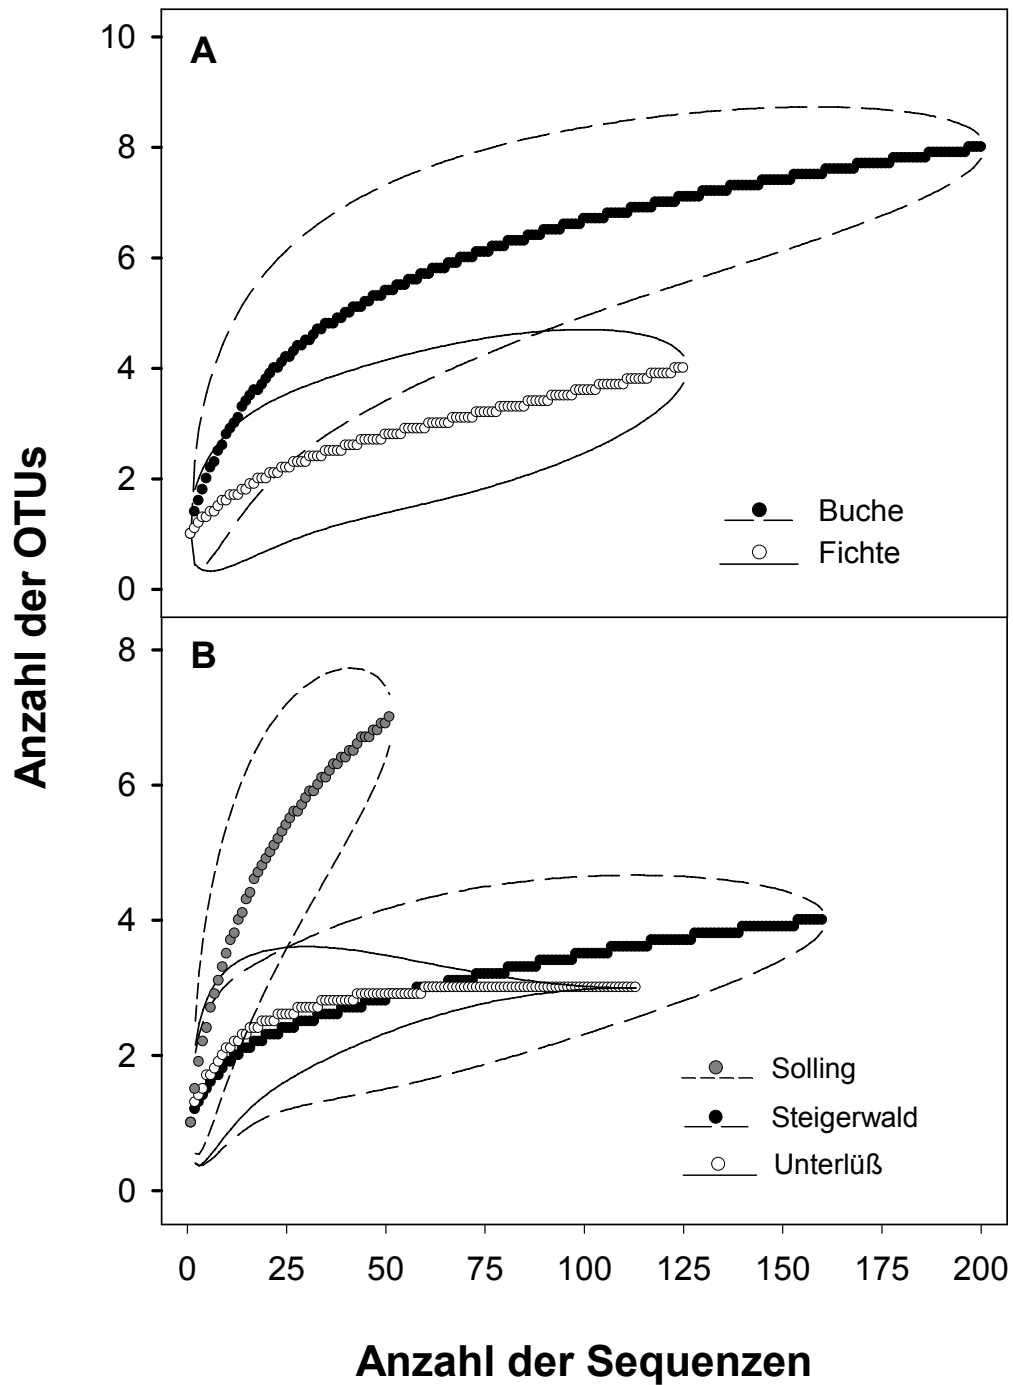 10
A
8
6
4
2
0
Buche
Fichte
Anzahl der OTUs
8
B
6
4
2
0
Solling
Steigerwald
Unterlüß
0 25 50 75 100 125 150 175 200
Anzahl der Sequenzen